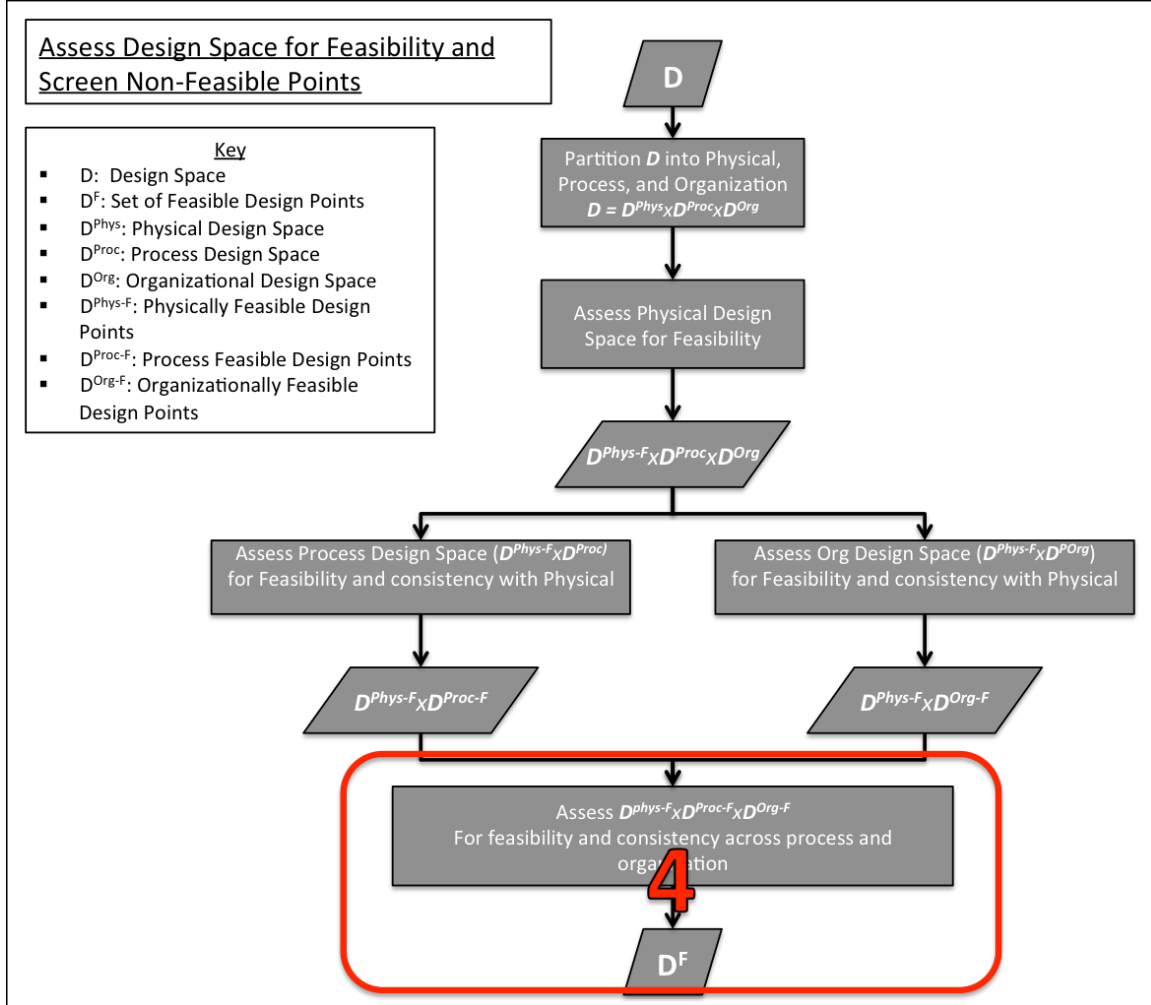 Assess Design Space for Feasibility and
Screen Non-Feasible Points
Key
▪ D: Design Space
▪ D^F: Set of Feasible Design Points
▪ D^Phys: Physical Design Space
▪ D^Proc: Process Design Space
▪ D^Org: Organizational Design Space
▪ D^Phys-F: Physically Feasible Design
Points
▪ D^Proc-F: Process Feasible Design Points
▪ D^Org-F: Organizationally Feasible
Design Points
D
Partition D into Physical,
Process, and Organization
D = D^Phys x D^Proc x D^Org
Assess Physical Design
Space for Feasibility
D^Phys-F x D^Proc x D^Org
Assess Process Design Space (D^Phys-F x D^Proc)
for Feasibility and consistency with Physical
Assess Org Design Space (D^Phys-F x D^POrg)
for Feasibility and consistency with Physical
D^Phys-F x D^Proc-F
D^Phys-F x D^Org-F
Assess D^phys-F x D^Proc-F x D^Org-F
For feasibility and consistency across process and
organization
4
D^F